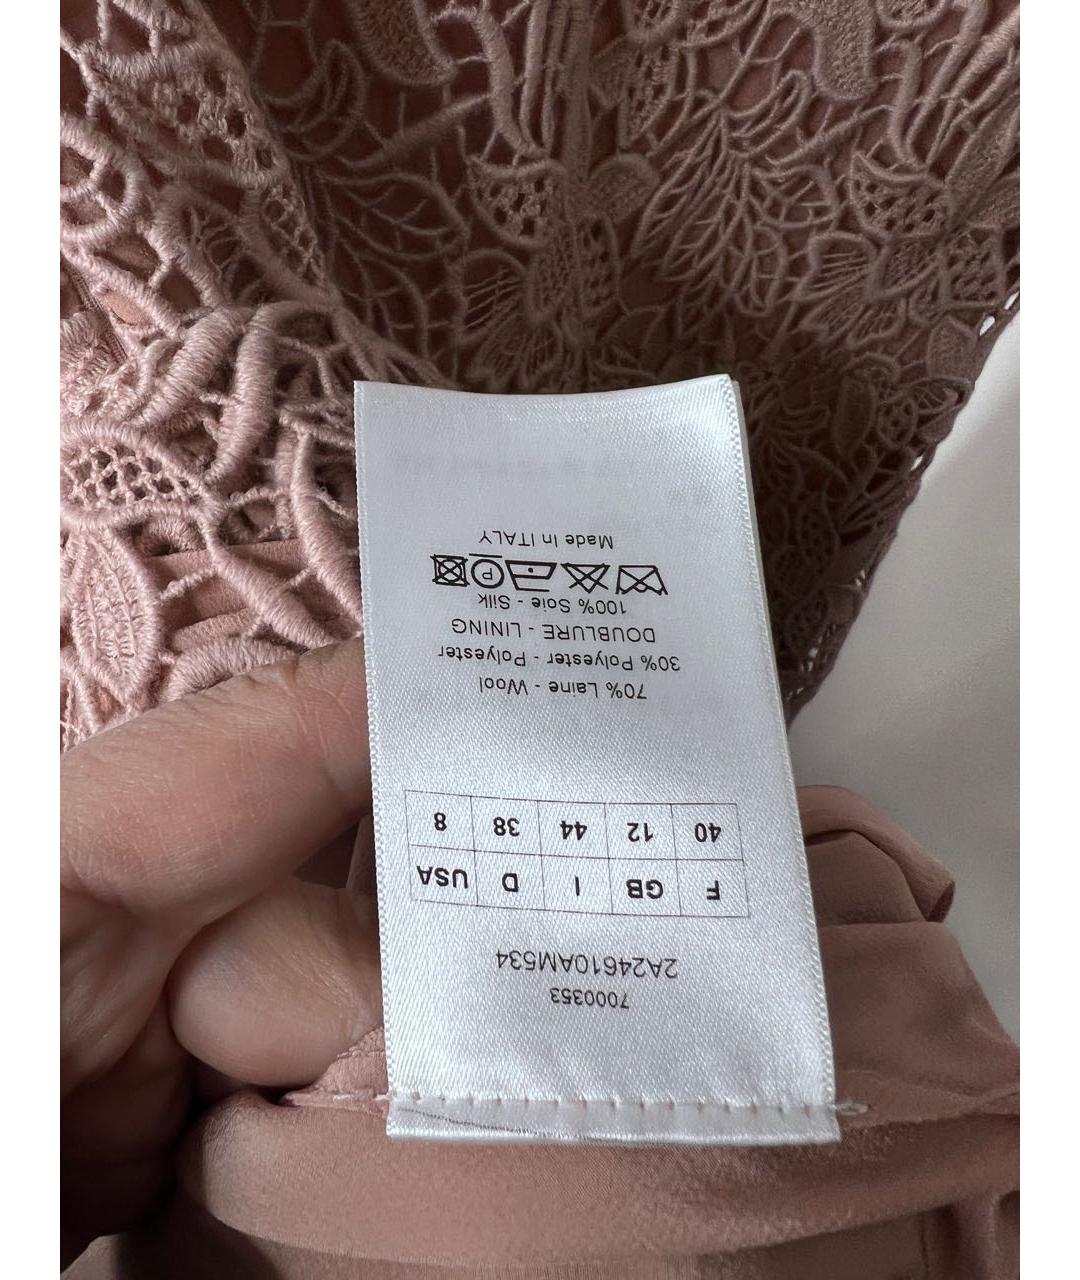 7000353
2A24610AM534
F GB I D USA
40 12 44 38 8
70% Laine - Wool
30% Polyester - Polyester
DOUBLURE - LINING
100% Soie - Silk
P
Made in ITALY